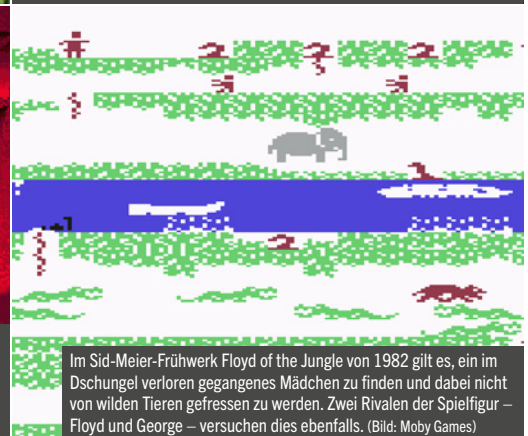 Im Sid-Meier-Frühwerk Floyd of the Jungle von 1982 gilt es, ein im
Dschungel verloren gegangenes Mädchen zu finden und dabei nicht
von wilden Tieren gefressen zu werden. Zwei Rivalen der Spielfigur –
Floyd und George – versuchen dies ebenfalls. (Bild: Moby Games)